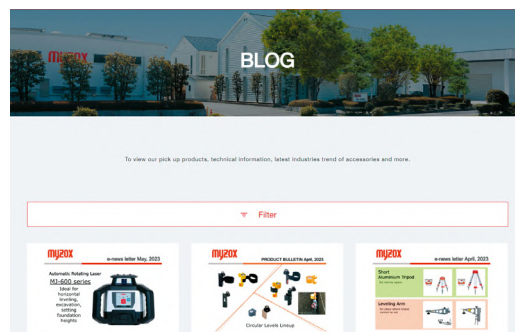 myzox
BLOG
To view our pick up products, technical information, latest industries trend of accessories and more.
Filter
myzox
e-news letter May, 2023
Automatic Rotating Laser
MJ-600 series
Ideal for
horizontal
leveling,
excavation,
setting
foundation
heights
myzox
PRODUCT BULLETIN April, 2023
Circular Levels Lineup
myzox
e-news letter April, 2023
Short
Aluminium Tripod
Leveling Arm